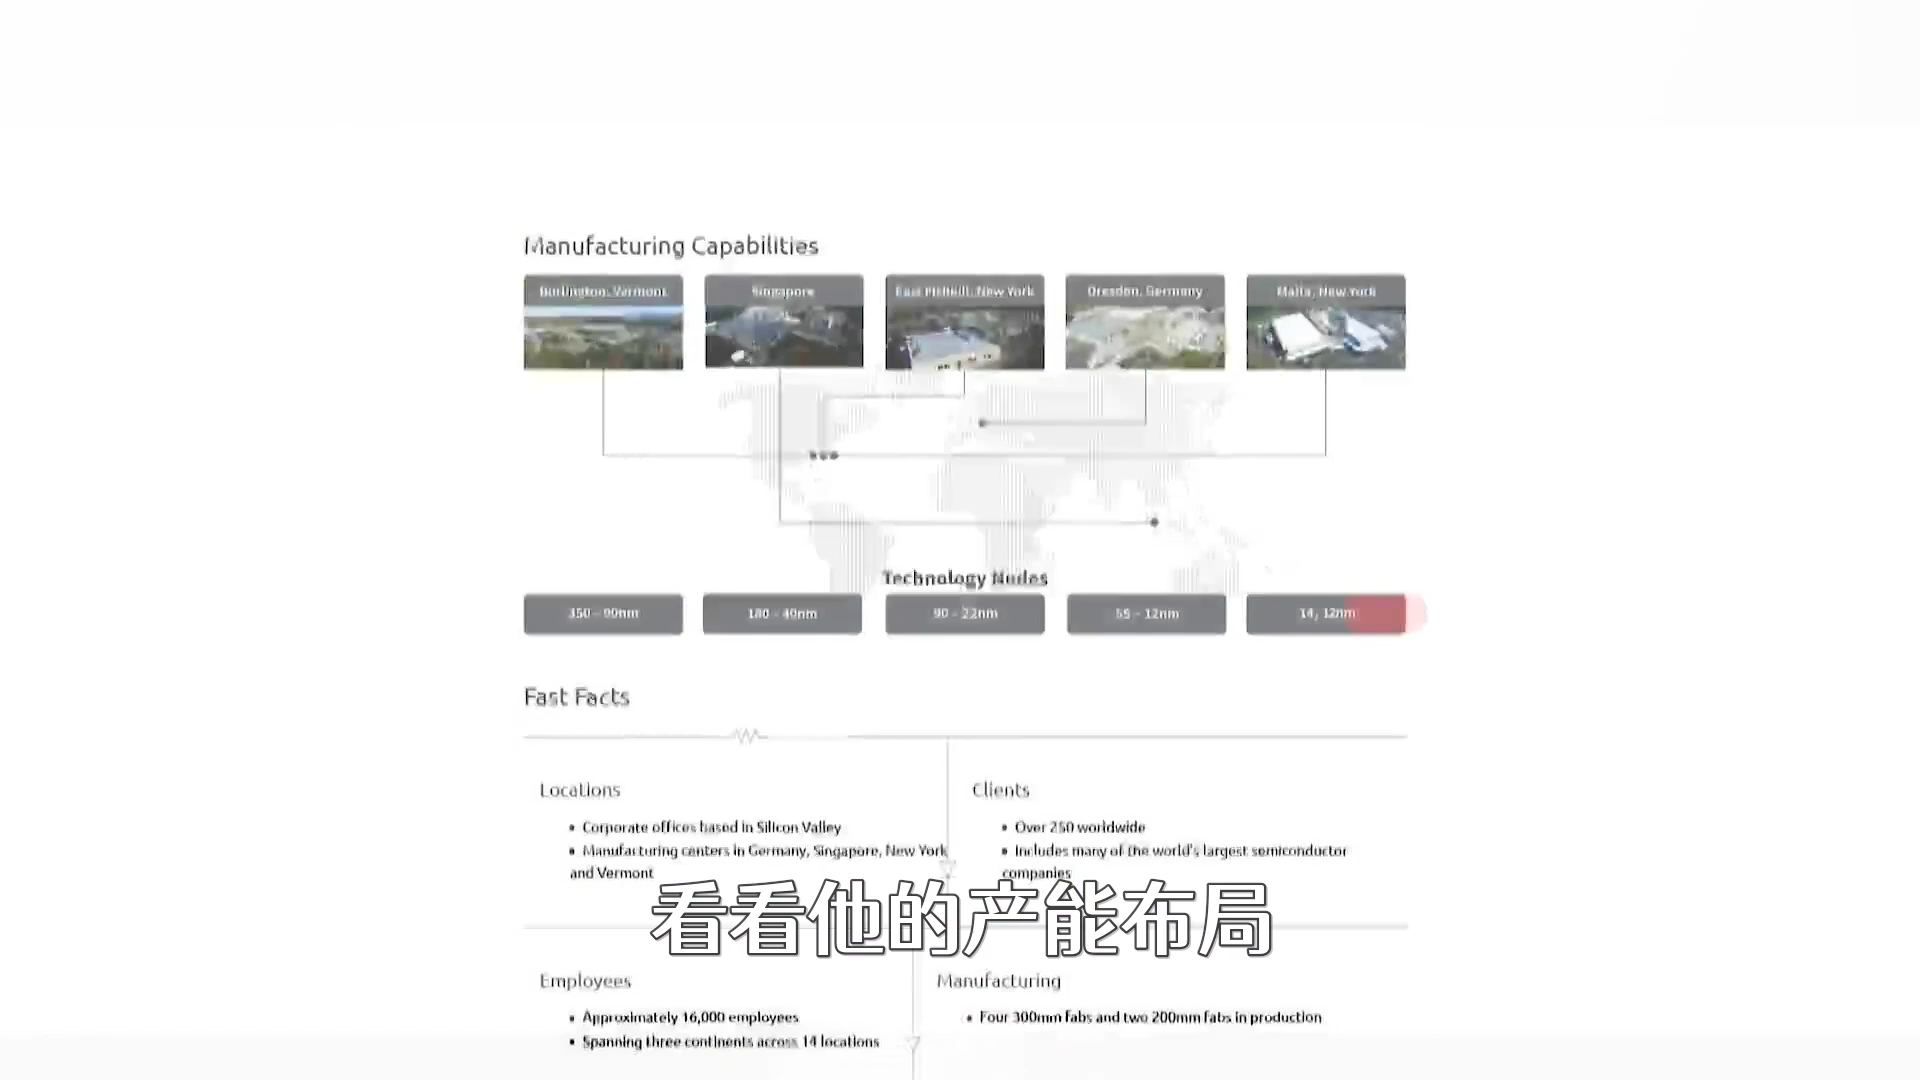 Manufacturing Capabilities
Burlington, Vermont
Singapore
East Fishkill, New York
Dresden, Germany
Malta, New York
Technology Nodes
350 - 90nm
180 - 40nm
90 - 22nm
55 - 12nm
14, 12nm
Fast Facts
Locations
• Corporate offices based in Silicon Valley
• Manufacturing centers in Germany, Singapore, New York
and Vermont
Clients
• Over 250 worldwide
• Includes many of the world's largest semiconductor
companies
看看他的产能布局
Employees
• Approximately 16,000 employees
• Spanning three continents across 14 locations
Manufacturing
• Four 300mm fabs and two 200mm fabs in production